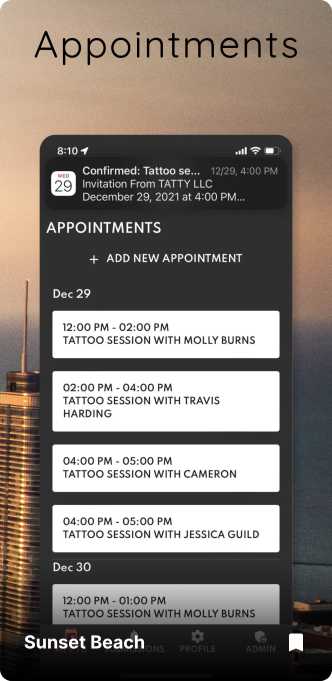 Appointments
8:10
Confirmed: Tattoo se... 12/29, 4:00 PM
WED
29
Invitation From TATTY LLC
December 29, 2021 at 4:00 PM...
APPOINTMENTS
+ ADD NEW APPOINTMENT
Dec 29
12:00 PM - 02:00 PM
TATTOO SESSION WITH MOLLY BURNS
02:00 PM - 04:00 PM
TATTOO SESSION WITH TRAVIS
HARDING
04:00 PM - 05:00 PM
TATTOO SESSION WITH CAMERON
04:00 PM - 05:00 PM
TATTOO SESSION WITH JESSICA GUILD
Dec 30
12:00 PM - 01:00 PM
TATTOO SESSION WITH MOLLY BURNS
Sunset Beach
PROFILE
ADMIN